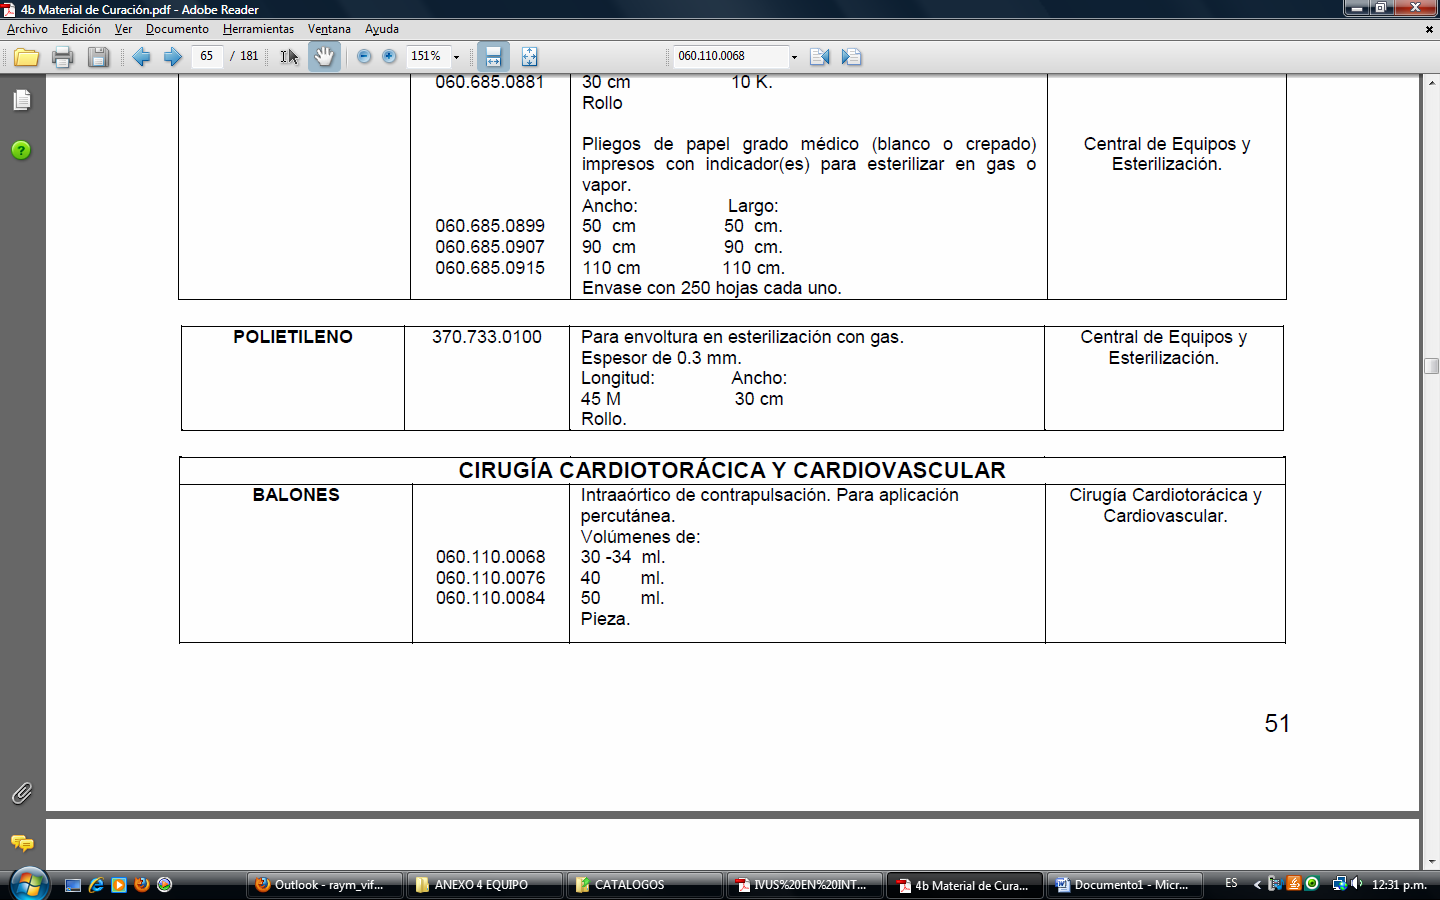 4b Material de Curación.pdf - Adobe Reader
Archivo Edición Ver Documento Herramientas Ventana Ayuda
65 / 181 151% 060.110.0068
060.685.0881 30 cm 10 K.
Rollo
Pliegos de papel grado médico (blanco o crepado) Central de Equipos y
impresos con indicador(es) para esterilizar en gas o Esterilización.
vapor.
Ancho: Largo:
060.685.0899 50 cm 50 cm.
060.685.0907 90 cm 90 cm.
060.685.0915 110 cm 110 cm.
Envase con 250 hojas cada uno.
POLIETILENO 370.733.0100 Para envoltura en esterilización con gas. Central de Equipos y
Espesor de 0.3 mm. Esterilización.
Longitud: Ancho:
45 M 30 cm
Rollo.
CIRUGÍA CARDIOTORÁCICA Y CARDIOVASCULAR
BALONES Intraaórtico de contrapulsación. Para aplicación Cirugía Cardiotorácica y
percutánea. Cardiovascular.
Volúmenes de:
060.110.0068 30 -34 ml.
060.110.0076 40 ml.
060.110.0084 50 ml.
Pieza.
51
Outlook - raym_vif... ANEXO 4 EQUIPO CATALOGOS IVUS%20EN%20INT... 4b Material de Cura... Documento1 - Micr... ES 12:31 p.m.